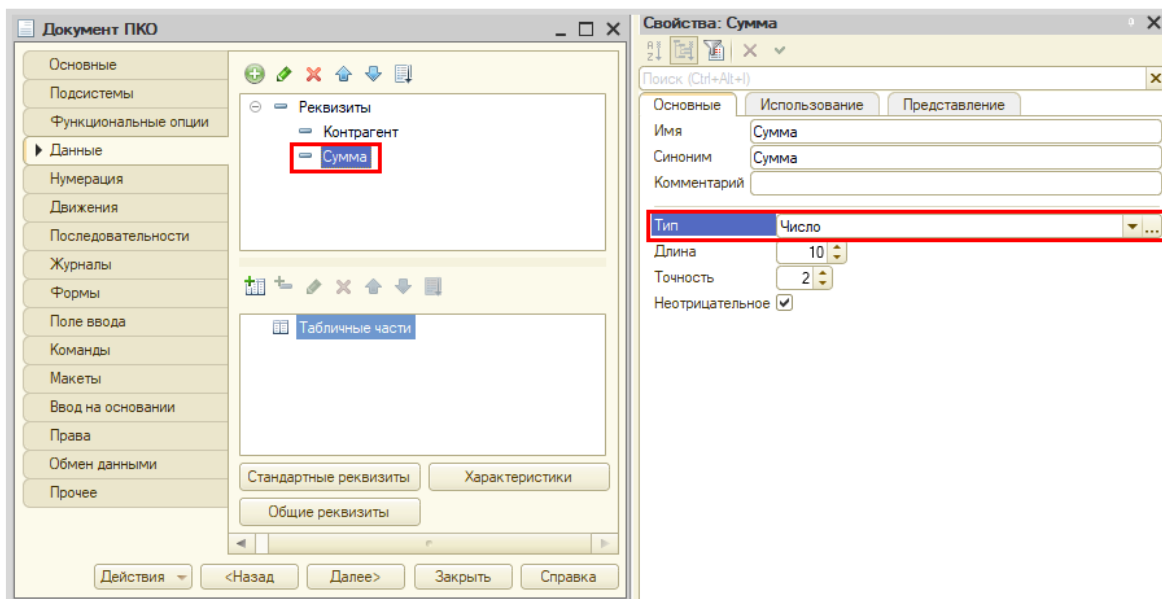 Документ ПКО
Основные
Подсистемы
Функциональные опции
Данные
Нумерация
Движения
Последовательности
Журналы
Формы
Поле ввода
Команды
Макеты
Ввод на основании
Права
Обмен данными
Прочее
Реквизиты
Контрагент
Сумма
Табличные части
Стандартные реквизиты
Характеристики
Общие реквизиты
Действия
<Назад
Далее>
Закрыть
Справка
Свойства: Сумма
Поиск (Ctrl+Alt+I)
Основные Использование Представление
Имя Сумма
Синоним Сумма
Комментарий
Тип Число
Длина 10
Точность 2
Неотрицательное